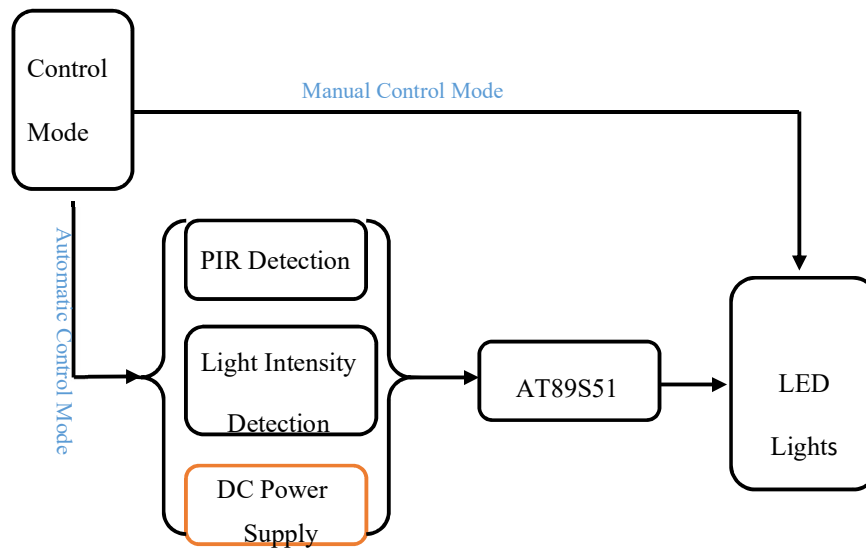 Control
Mode
Manual Control Mode
Automatic Control Mode
PIR Detection
Light Intensity
Detection
DC Power
Supply
AT89S51
LED
Lights